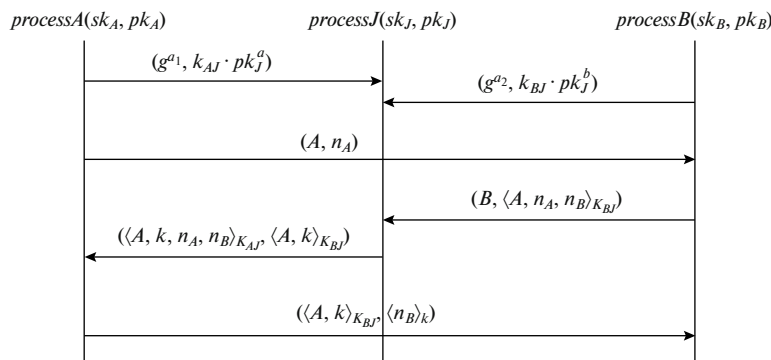 processA(sk_A, pk_A) processJ(sk_J, pk_J) processB(sk_B, pk_B)
(g^{a_1}, k_{AJ} · pk_J^a)
(g^{a_2}, k_{BJ} · pk_J^b)
(A, n_A)
(B, ⟨A, n_A, n_B⟩_{K_{BJ}})
(⟨A, k, n_A, n_B⟩_{K_{AJ}}, ⟨A, k⟩_{K_{BJ}})
(⟨A, k⟩_{K_{BJ}}, ⟨n_B⟩_k)